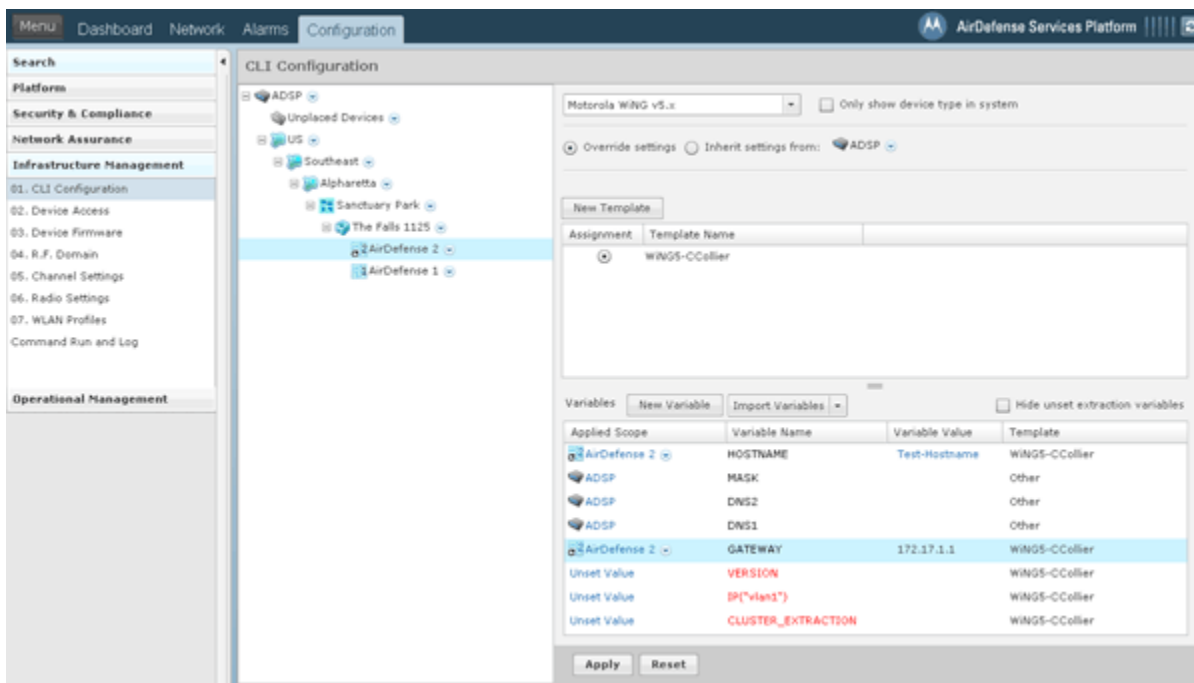 Menu Dashboard Network Alarms Configuration AirDefense Services Platform
Search
Platform
Security & Compliance
Network Assurance
Infrastructure Management
01. CLI Configuration
02. Device Access
03. Device Firmware
04. R.F. Domain
05. Channel Settings
06. Radio Settings
07. WLAN Profiles
Command Run and Log
Operational Management
CLI Configuration
ADSP
Unplaced Devices
US
Southeast
Alpharetta
Sanctuary Park
The Falls 1125
AirDefense 2
AirDefense 1
Motorola WiNG v5.x Only show device type in system
Override settings Inherit settings from: ADSP
New Template
Assignment Template Name
WiNG5-CCollier
Variables New Variable Import Variables Hide unset extraction variables
Applied Scope Variable Name Variable Value Template
AirDefense 2 HOSTNAME Test-Hostname WiNG5-CCollier
ADSP MASK Other
ADSP DNS2 Other
ADSP DNS1 Other
AirDefense 2 GATEWAY 172.17.1.1 WiNG5-CCollier
Unset Value VERSION WiNG5-CCollier
Unset Value IP("vlan1") WiNG5-CCollier
Unset Value CLUSTER_EXTRACTION WiNG5-CCollier
Apply Reset